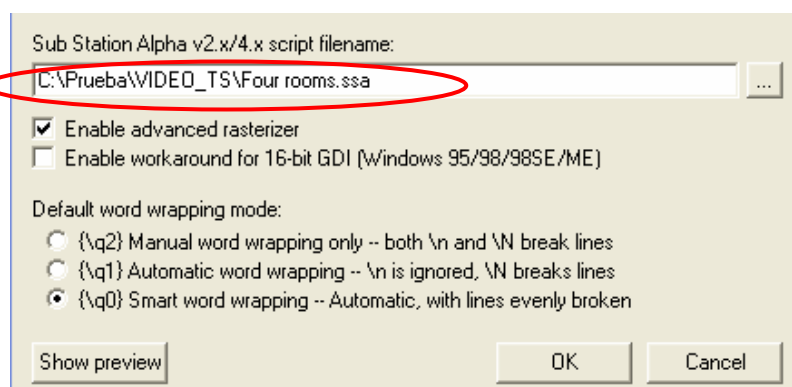 Sub Station Alpha v2.x/4.x script filename:
C:\Prueba\VIDEO_TS\Four rooms.ssa
...
Enable advanced rasterizer
Enable workaround for 16-bit GDI (Windows 95/98/98SE/ME)
Default word wrapping mode:
{\q2} Manual word wrapping only -- both \n and \N break lines
{\q1} Automatic word wrapping -- \n is ignored, \N breaks lines
{\q0} Smart word wrapping -- Automatic, with lines evenly broken
Show preview OK Cancel